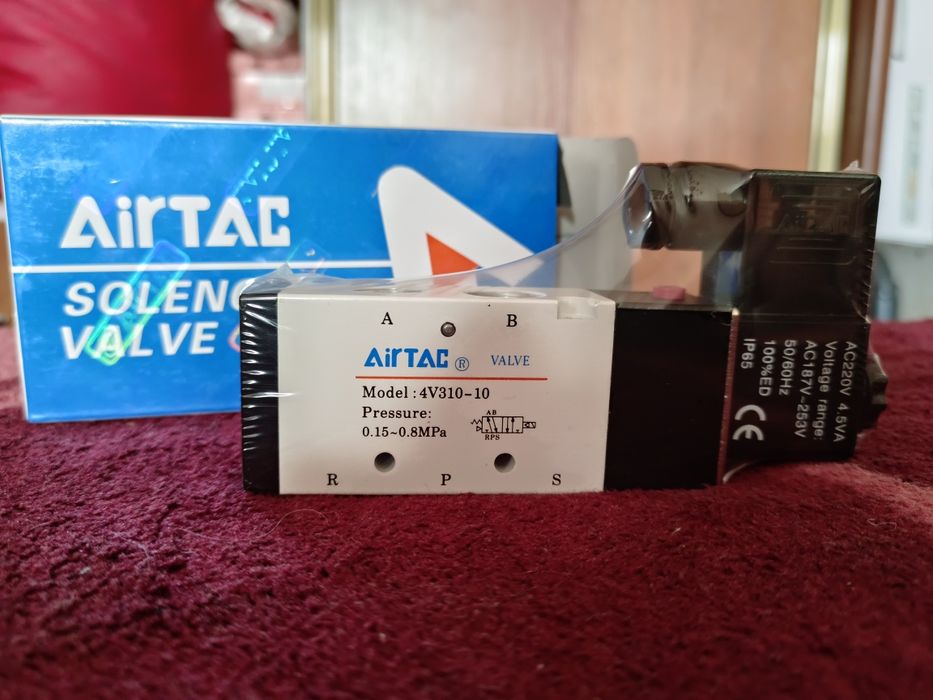 AirTAC
SOLENO
VALVE
A
B
AirTAC ® VALVE
Model : 4V310-10
Pressure:
0.15~0.8MPa
AB
RPS
R
P
S
AC220V 4.5VA
Voltage range:
AC187V-253V
50/60Hz
100%ED
IP65
CE